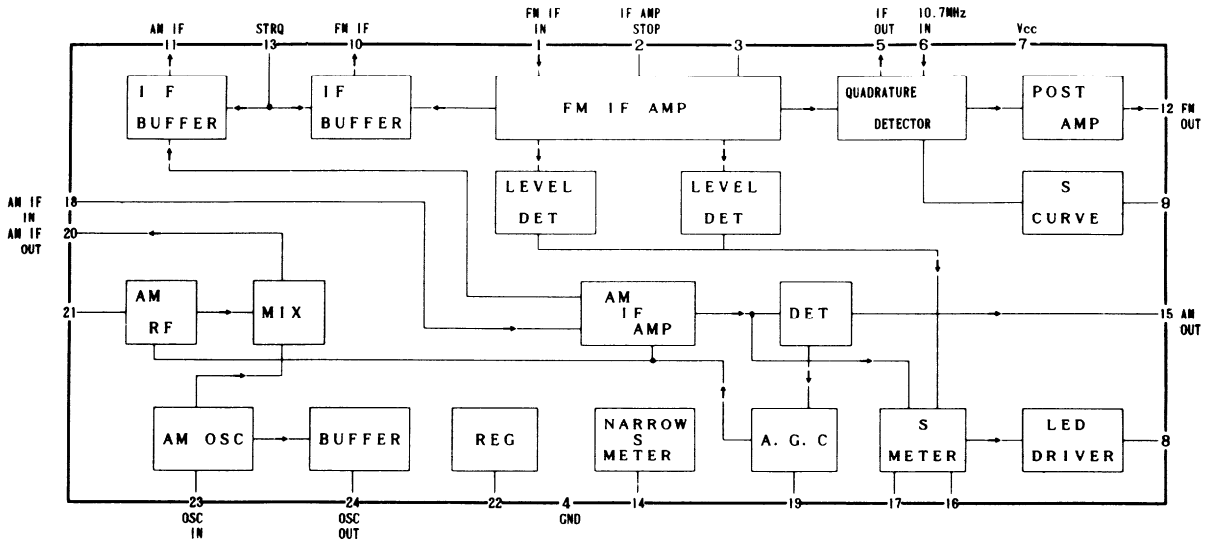 AM IF
11
STRQ
13
FM IF
10
FM IF
IN
1
IF AMP
STOP
2
3
IF
OUT
5
10.7MHz
IN
6
Vcc
7
I F
BUFFER
IF
BUFFER
FM IF AMP
QUADRATURE
DETECTOR
POST
AMP
12 FM
OUT
LEVEL
DET
LEVEL
DET
S
CURVE
9
AM IF 18
IN
AM IF 20
OUT
21
AM
RF
MIX
AM
IF
AMP
DET
15 AM
OUT
AM OSC
BUFFER
REG
NARROW
S
METER
A. G. C
S
METER
LED
DRIVER
8
23
OSC
IN
24
OSC
OUT
22
4
GND
14
19
17
16